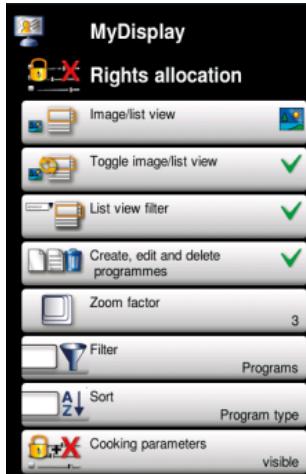 MyDisplay
Rights allocation
Image/list view
Toggle image/list view
List view filter
Create, edit and delete
programmes
Zoom factor
3
Filter
Programs
A
Z
Sort
Program type
Cooking parameters
visible